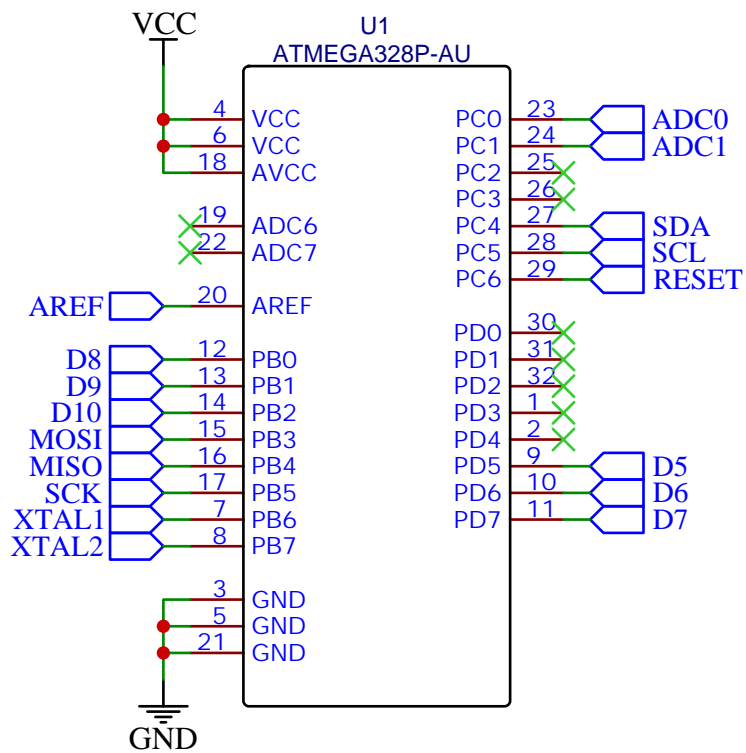 VCC
U1
ATMEGA328P-AU
4 VCC PC0 23 ADC0
6 VCC PC1 24 ADC1
18 AVCC PC2 25
PC3 26
19 ADC6 PC4 27 SDA
22 ADC7 PC5 28 SCL
PC6 29 RESET
AREF 20 AREF
PD0 30
D8 12 PB0 PD1 31
D9 13 PB1 PD2 32
D10 14 PB2 PD3 1
MOSI 15 PB3 PD4 2
MISO 16 PB4 PD5 9 D5
SCK 17 PB5 PD6 10 D6
XTAL1 7 PB6 PD7 11 D7
XTAL2 8 PB7
3 GND
5 GND
21 GND
GND